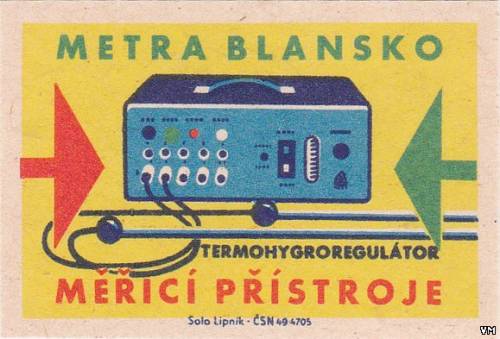 METRA BLANSKO
TERMOHYGROREGULÁTOR
MĚŘICÍ PŘÍSTROJE
Solo Lipník · ČSN 49-4705
VM